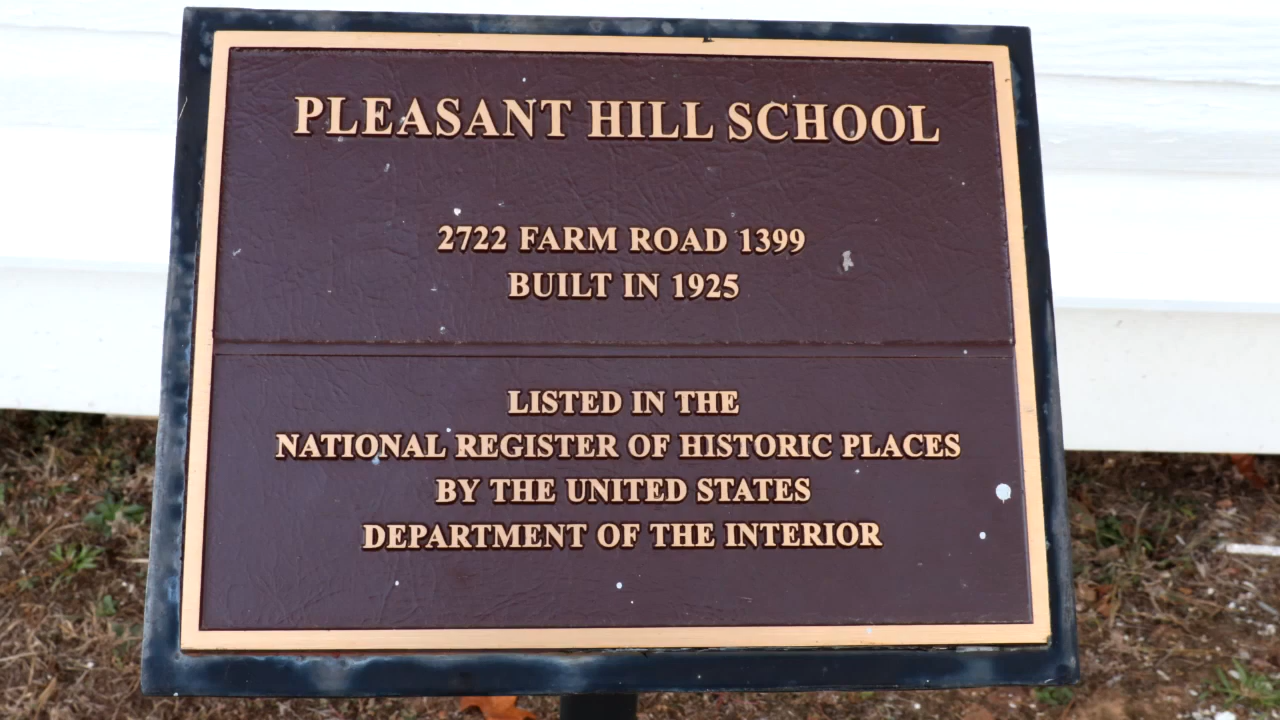 PLEASANT HILL SCHOOL
2722 FARM ROAD 1399
BUILT IN 1925
LISTED IN THE
NATIONAL REGISTER OF HISTORIC PLACES
BY THE UNITED STATES
DEPARTMENT OF THE INTERIOR